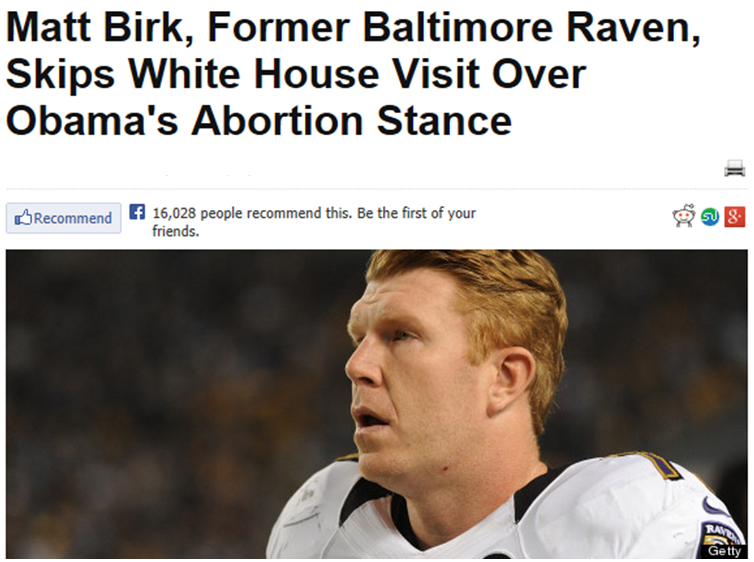 Matt Birk, Former Baltimore Raven,
Skips White House Visit Over
Obama's Abortion Stance
Recommend
16,028 people recommend this. Be the first of your
friends.
Getty